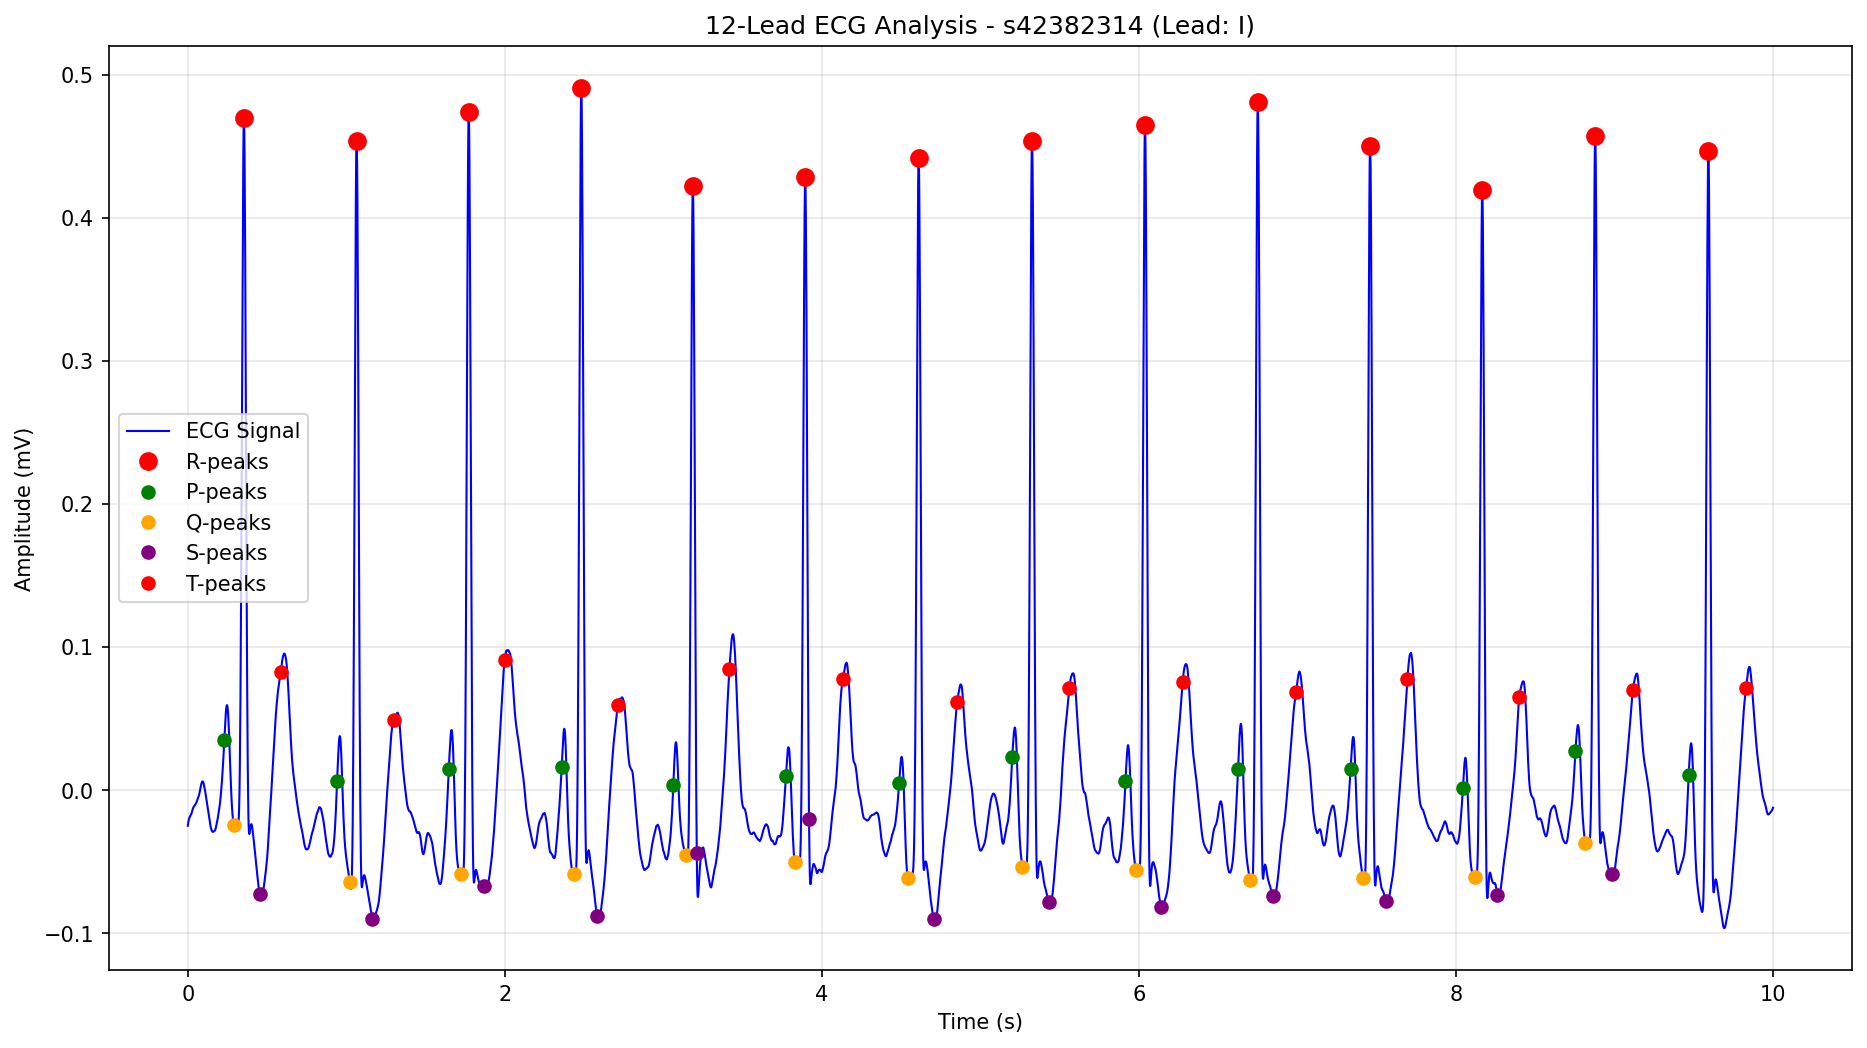 12-Lead ECG Analysis - s42382314 (Lead: I)
Amplitude (mV)
0.5
0.4
0.3
0.2
0.1
0.0
−0.1
ECG Signal
R-peaks
P-peaks
Q-peaks
S-peaks
T-peaks
0 2 4 6 8 10
Time (s)